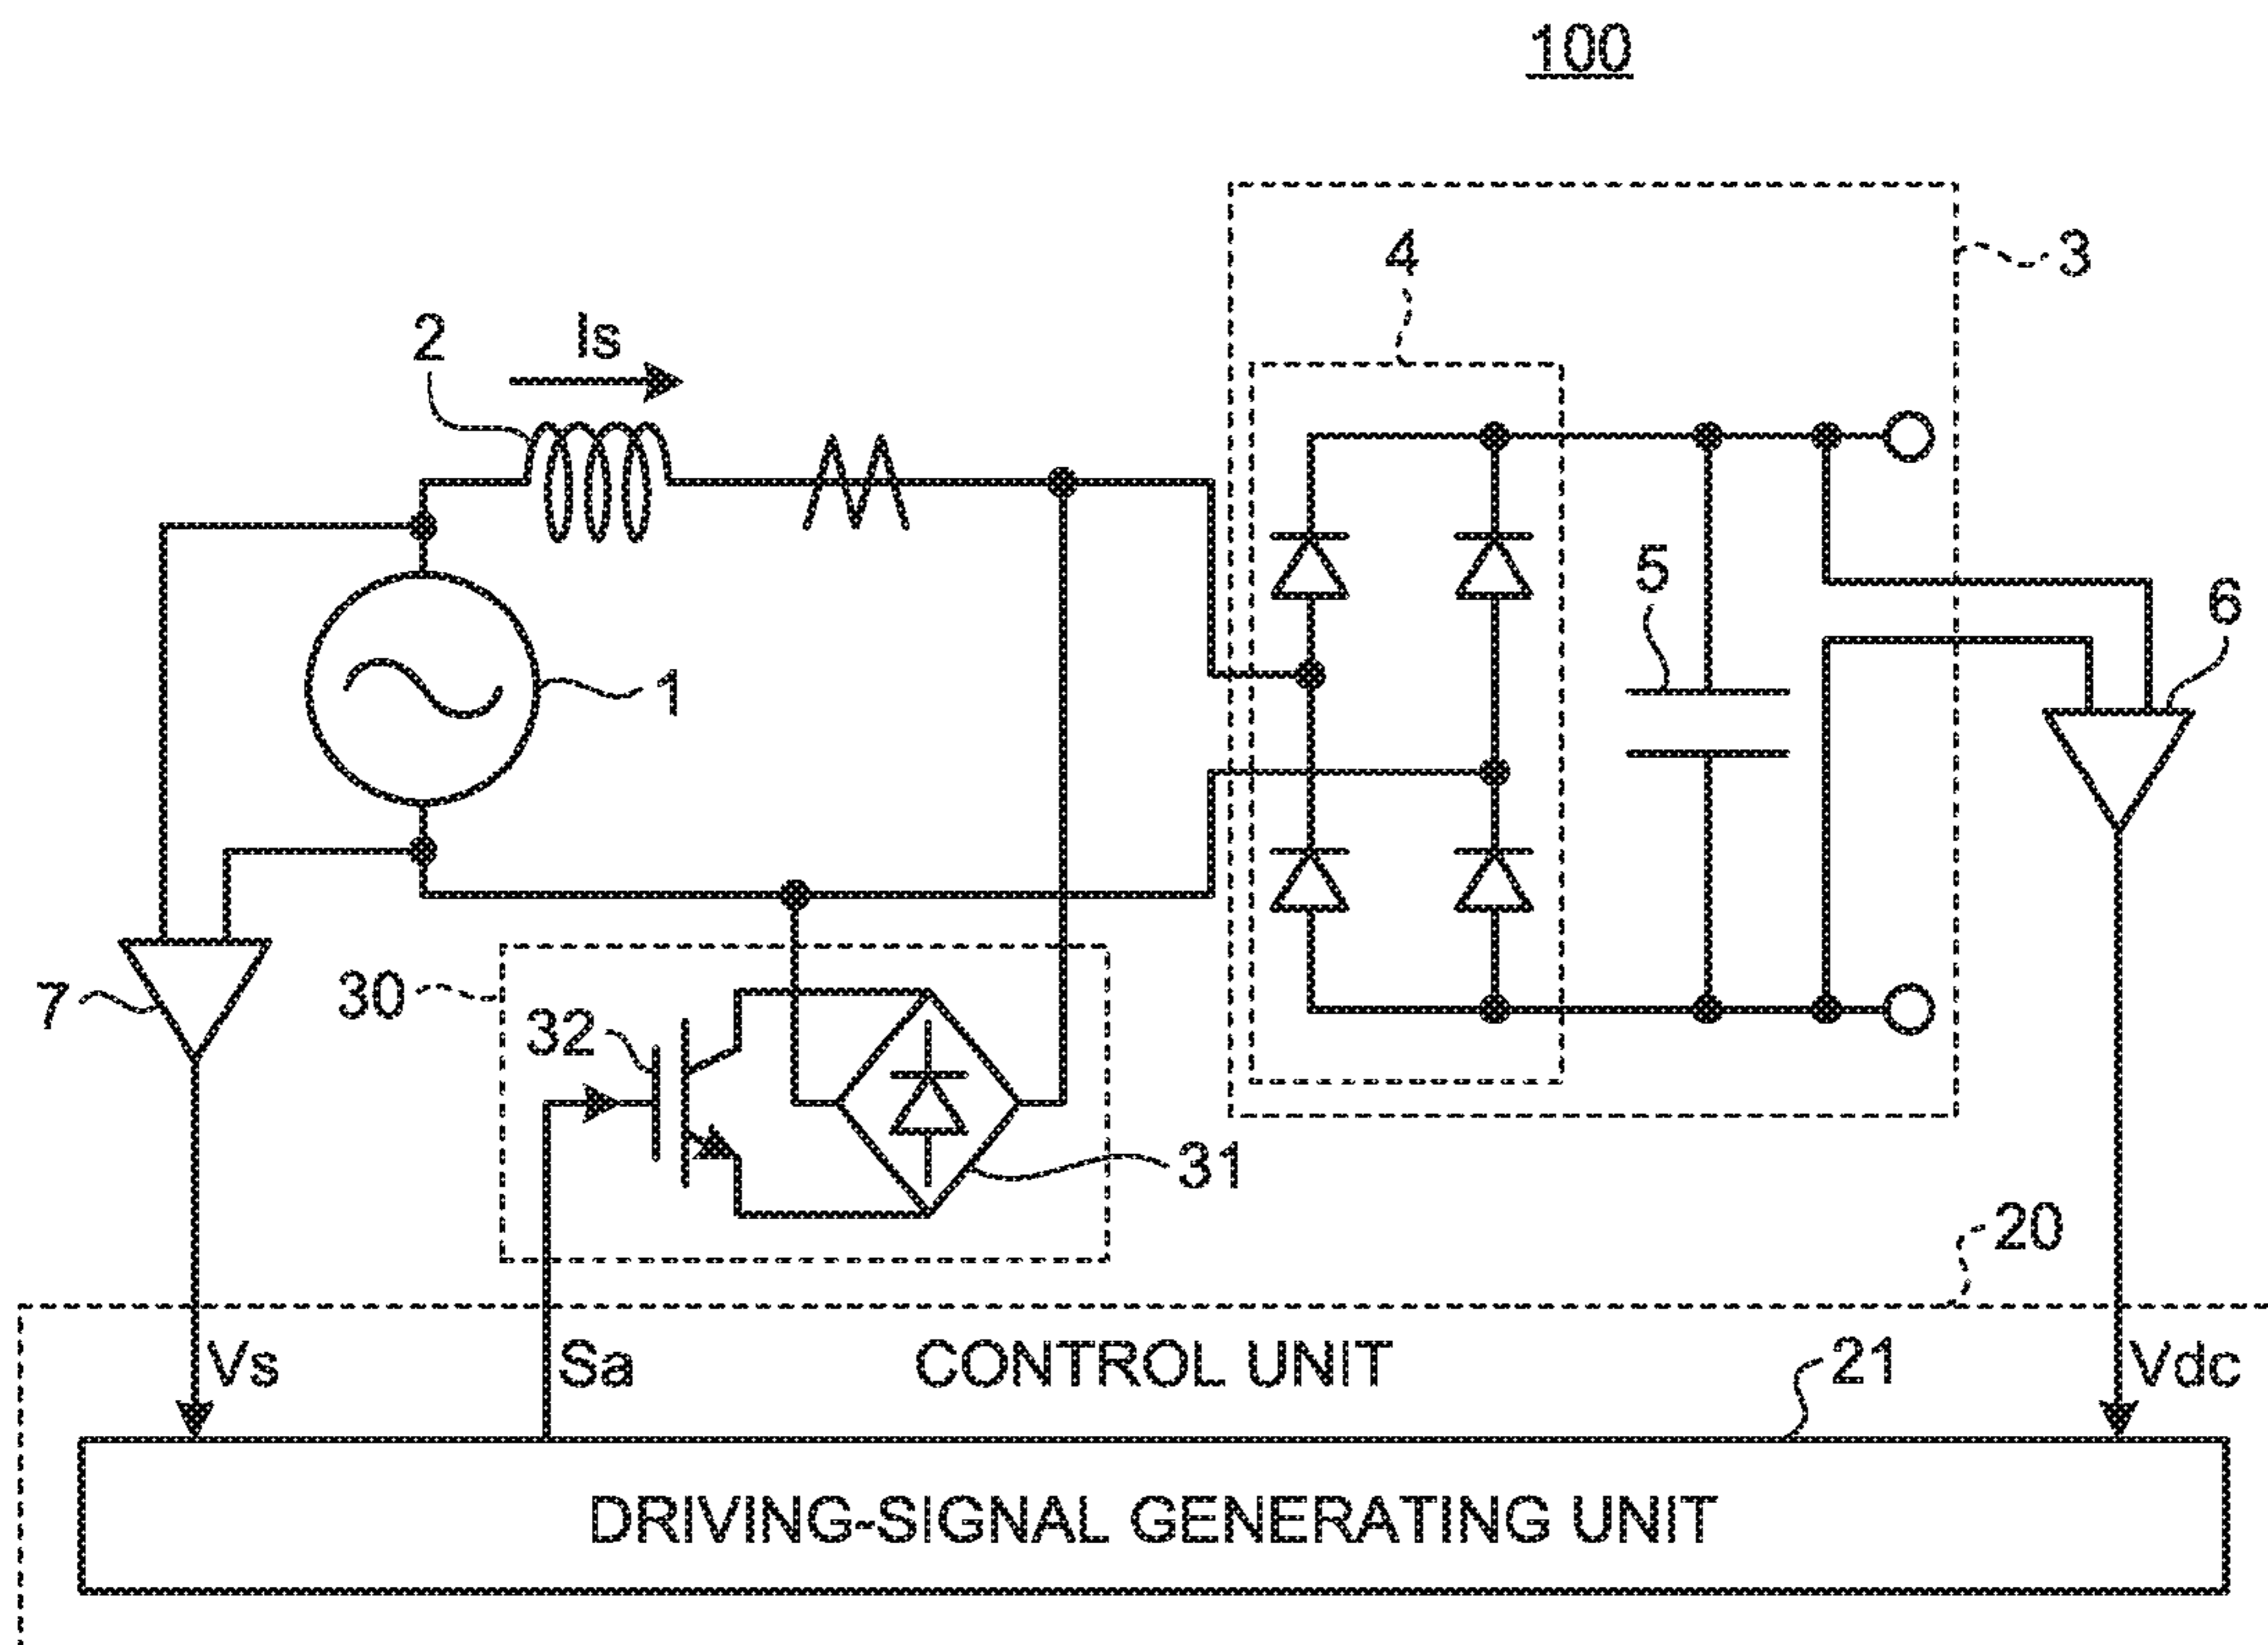 100
4
3
2
Is
5
6
1
7
30
32
31
20
Vs
Sa
CONTROL UNIT
21
Vdc
DRIVING-SIGNAL GENERATING UNIT